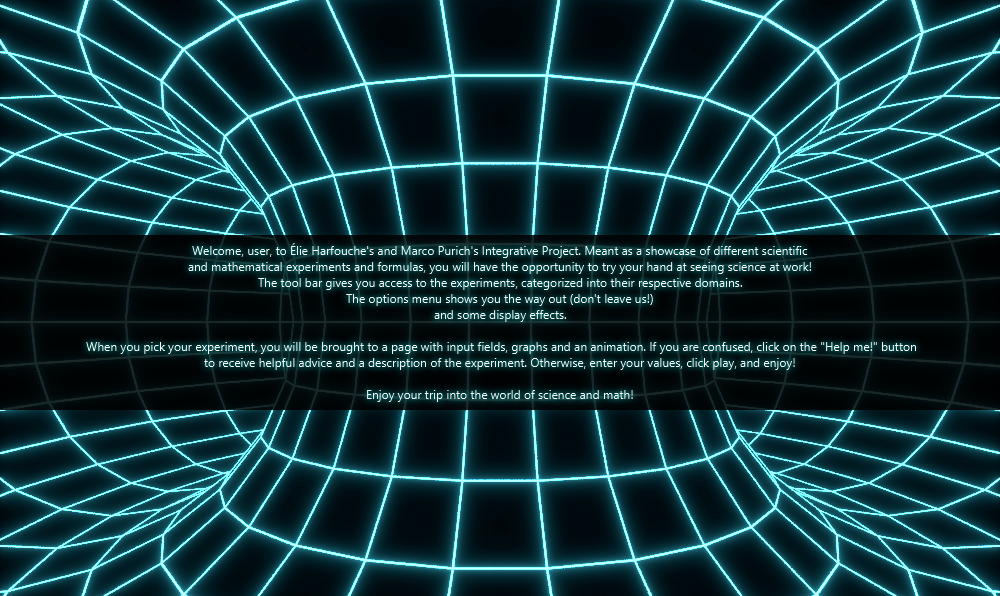 Welcome, user, to Élie Harfouche's and Marco Purich's Integrative Project. Meant as a showcase of different scientific
and mathematical experiments and formulas, you will have the opportunity to try your hand at seeing science at work!
The tool bar gives you access to the experiments, categorized into their respective domains.
The options menu shows you the way out (don't leave us!)
and some display effects.
When you pick your experiment, you will be brought to a page with input fields, graphs and an animation. If you are confused, click on the "Help me!" button
to receive helpful advice and a description of the experiment. Otherwise, enter your values, click play, and enjoy!
Enjoy your trip into the world of science and math!